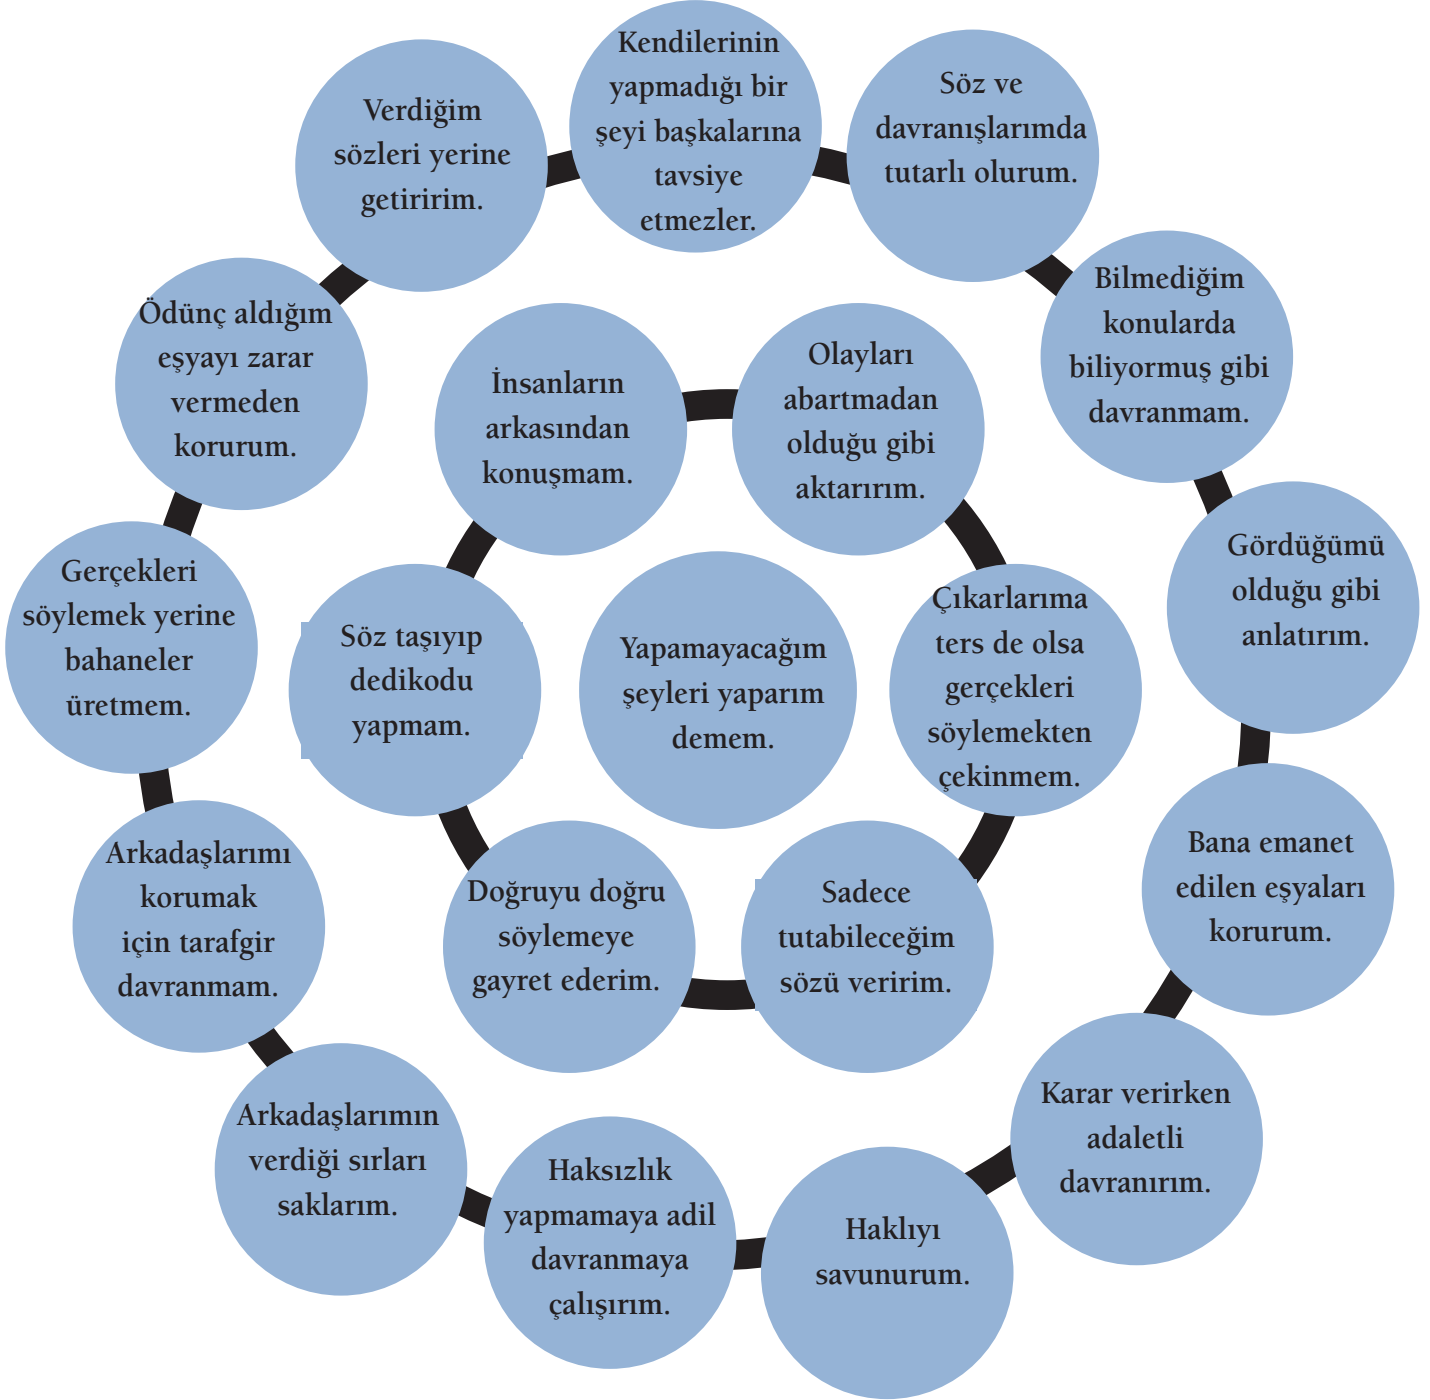 Kendilerinin
yapmadığı bir
şeyi başkalarına
tavsiye
etmezler.
Söz ve
davranışlarımda
tutarlı olurum.
Bilmediğim
konularda
biliyormuş gibi
davranmam.
Gördüğümü
olduğu gibi
anlatırım.
Bana emanet
edilen eşyaları
korurum.
Karar verirken
adaletli
davranırım.
Haklıyı
savunurum.
Haksızlık
yapmamaya adil
davranmaya
çalışırım.
Arkadaşlarımın
verdiği sırları
saklarım.
Arkadaşlarımı
korumak
için tarafgir
davranmam.
Gerçekleri
söylemek yerine
bahaneler
üretmem.
Ödünç aldığım
eşyayı zarar
vermeden
korurum.
Verdiğim
sözleri yerine
getiririm.
İnsanların
arkasından
konuşmam.
Olayları
abartmadan
olduğu gibi
aktarırım.
Çıkarlarıma
ters de olsa
gerçekleri
söylemekten
çekinmem.
Sadece
tutabileceğim
sözü veririm.
Doğruyu doğru
söylemeye
gayret ederim.
Söz taşıyıp
dedikodu
yapmam.
Yapamayacağım
şeyleri yaparım
demem.